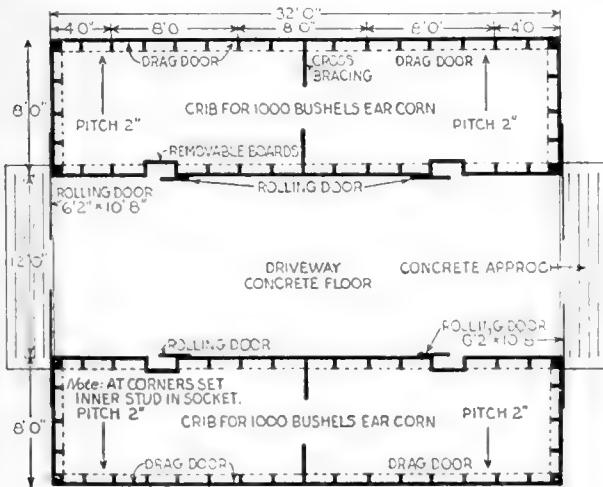 32'0"
4'0" 8'0 8'0" 8'0' 4'0
DRAG DOOR
CROSS
BRACING
DRAG DOOR
8'0"
CRIB FOR 1000 BUSHELS EAR CORN
PITCH 2"
PITCH 2"
REMOVABLE BOARDS
ROLLING DOOR
6'2" × 10'8"
ROLLING DOOR
12'0"
DRIVEWAY
CONCRETE FLOOR
CONCRETE APPROC
ROLLING DOOR
ROLLING DOOR
6'2" × 10'8
Note: AT CORNERS SET
INNER STUD IN SOCKET.
PITCH 2"
8'0"
CRIB FOR 1000 BUSHELS EAR CORN
PITCH 2"
DRAG DOOR
DRAG DOOR